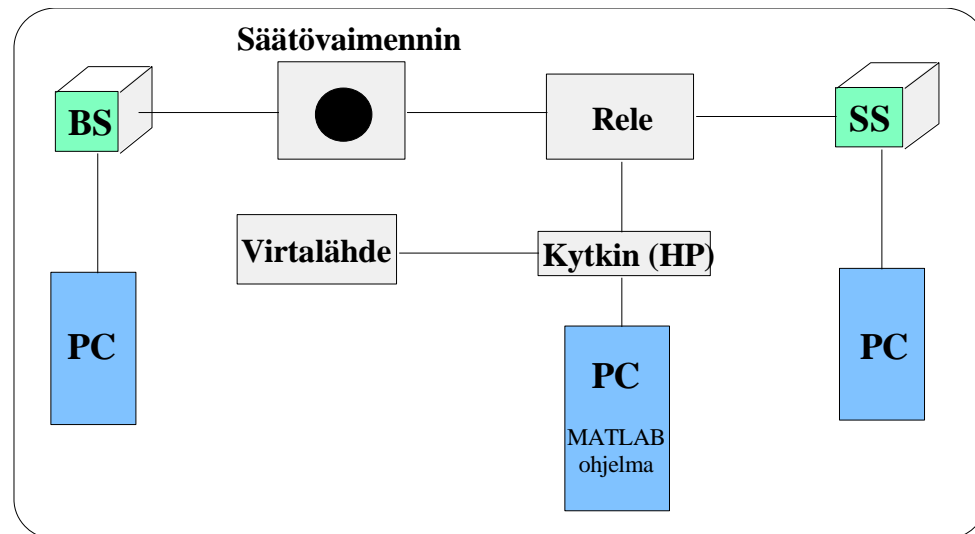 Säätövaimennin
BS
Rele
SS
Virtalähde
Kytkin (HP)
PC
PC
MATLAB
ohjelma
PC